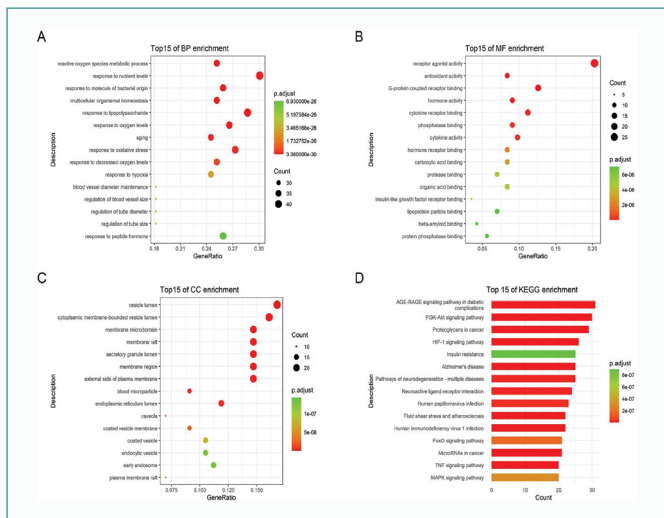 A
Top15 of BP enrichment
Description
reactive oxygen species metabolic process
response to nutrient levels
response to molecule of bacterial origin
multicellular organismal homeostasis
response to lipopolysaccharide
response to oxygen levels
aging
response to oxidative stress
response to decreased oxygen levels
response to hypoxia
blood vessel diameter maintenance
regulation of blood vessel size
regulation of tube diameter
regulation of tube size
response to peptide hormone
0.18 0.21 0.24 0.27 0.30
GeneRatio
p.adjust
6.930000e-26
5.197584e-26
3.465168e-26
1.732752e-26
3.360000e-30
Count
30
35
40
B
Top15 of MF enrichment
Description
receptor agonist activity
antioxidant activity
G-protein coupled receptor binding
hormone activity
cytokine receptor binding
phosphatase binding
cytokine activity
hormone receptor binding
carboxylic acid binding
protease binding
organic acid binding
insulin-like growth factor receptor binding
lipoprotein particle binding
beta-amyloid binding
protein phosphatase binding
0.05 0.10 0.15 0.20
GeneRatio
Count
5
10
15
20
25
p.adjust
6e-08
4e-08
2e-08
C
Top15 of CC enrichment
Description
vesicle lumen
cytoplasmic membrane-bounded vesicle lumen
membrane microdomain
membrane raft
secretory granule lumen
membrane region
external side of plasma membrane
blood microparticle
endoplasmic reticulum lumen
caveola
coated vesicle membrane
coated vesicle
endocytic vesicle
early endosome
plasma membrane raft
0.075 0.100 0.125 0.150
GeneRatio
Count
10
15
20
p.adjust
1e-07
5e-08
D
Top 15 of KEGG enrichment
Description
AGE-RAGE signaling pathway in diabetic
complications
PI3K-Akt signaling pathway
Proteoglycans in cancer
HIF-1 signaling pathway
Insulin resistance
Alzheimer's disease
Pathways of neurodegeneration - multiple diseases
Neuroactive ligand-receptor interaction
Human papillomavirus infection
Fluid shear stress and atherosclerosis
Human immunodeficiency virus 1 infection
FoxO signaling pathway
MicroRNAs in cancer
TNF signaling pathway
MAPK signaling pathway
0 10 20 30
Count
p.adjust
6e-07
5e-07
4e-07
3e-07
2e-07